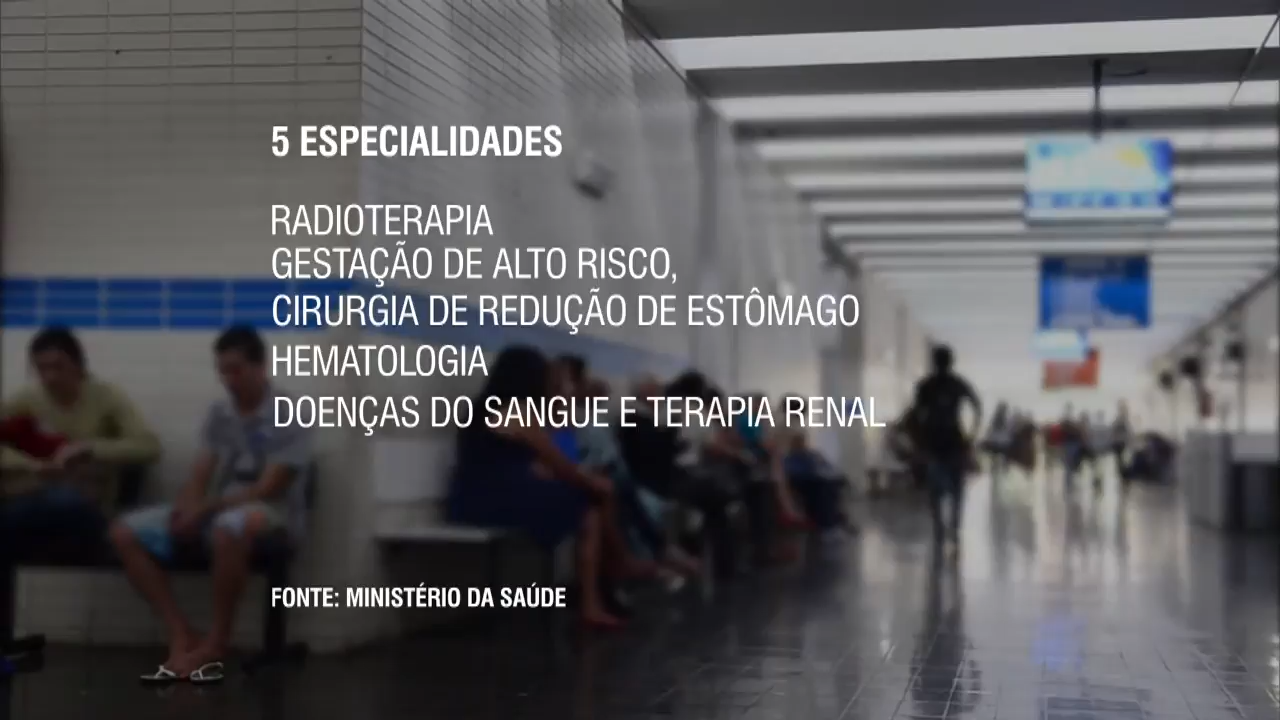 5 ESPECIALIDADES
RADIOTERAPIA
GESTAÇÃO DE ALTO RISCO,
CIRURGIA DE REDUÇÃO DE ESTÔMAGO
HEMATOLOGIA
DOENÇAS DO SANGUE E TERAPIA RENAL
FONTE: MINISTÉRIO DA SAÚDE